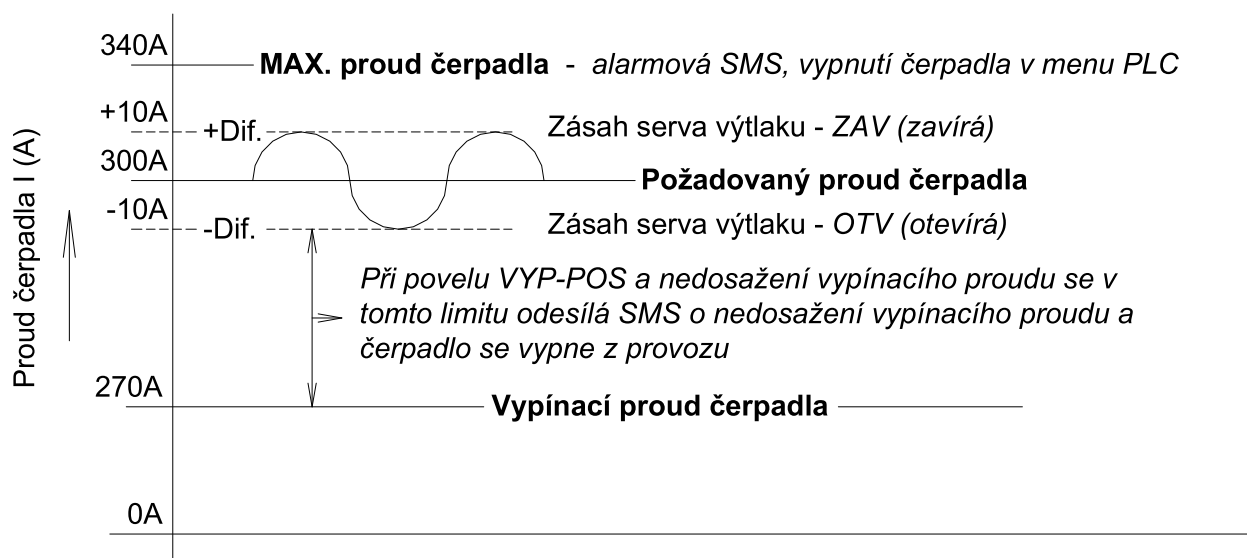 340A
MAX. proud čerpadla - alarmová SMS, vypnutí čerpadla v menu PLC
+10A
+Dif.
Zásah serva výtlaku - ZAV (zavírá)
300A
Požadovaný proud čerpadla
-10A
-Dif.
Zásah serva výtlaku - OTV (otevírá)
Proud čerpadla I (A)
Při povelu VYP-POS a nedosažení vypínacího proudu se v
tomto limitu odesílá SMS o nedosažení vypínacího proudu a
čerpadlo se vypne z provozu
270A
Vypínací proud čerpadla
0A